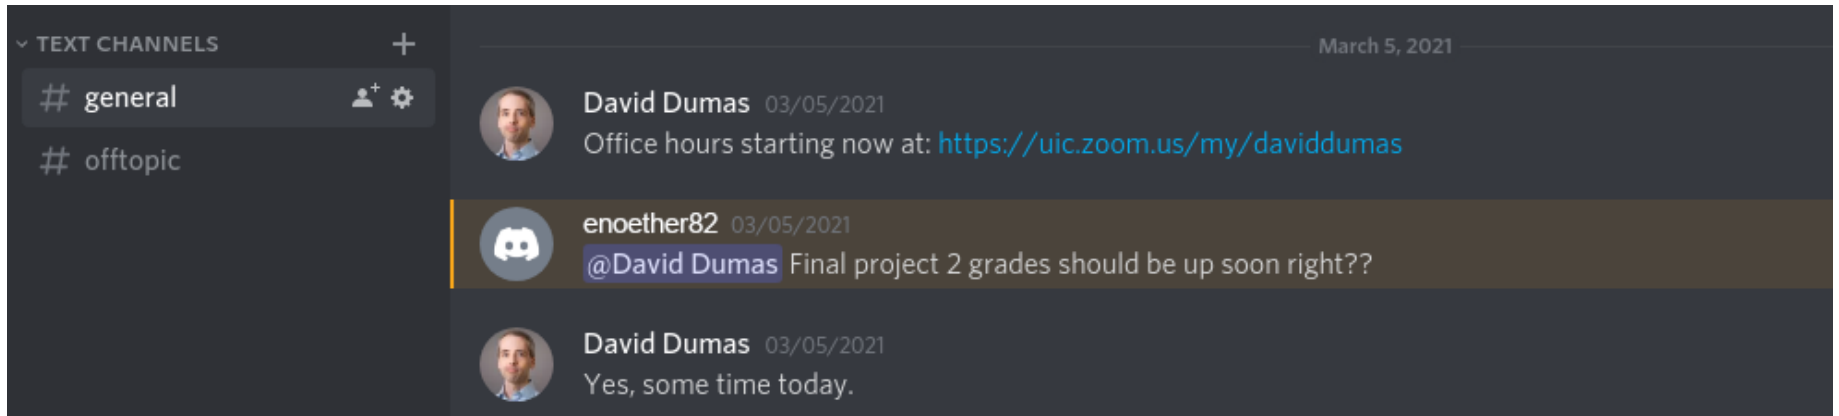 TEXT CHANNELS
# general
# offtopic
March 5, 2021
David Dumas 03/05/2021
Office hours starting now at: https://uic.zoom.us/my/daviddumas
enoether82 03/05/2021
@David Dumas Final project 2 grades should be up soon right??
David Dumas 03/05/2021
Yes, some time today.